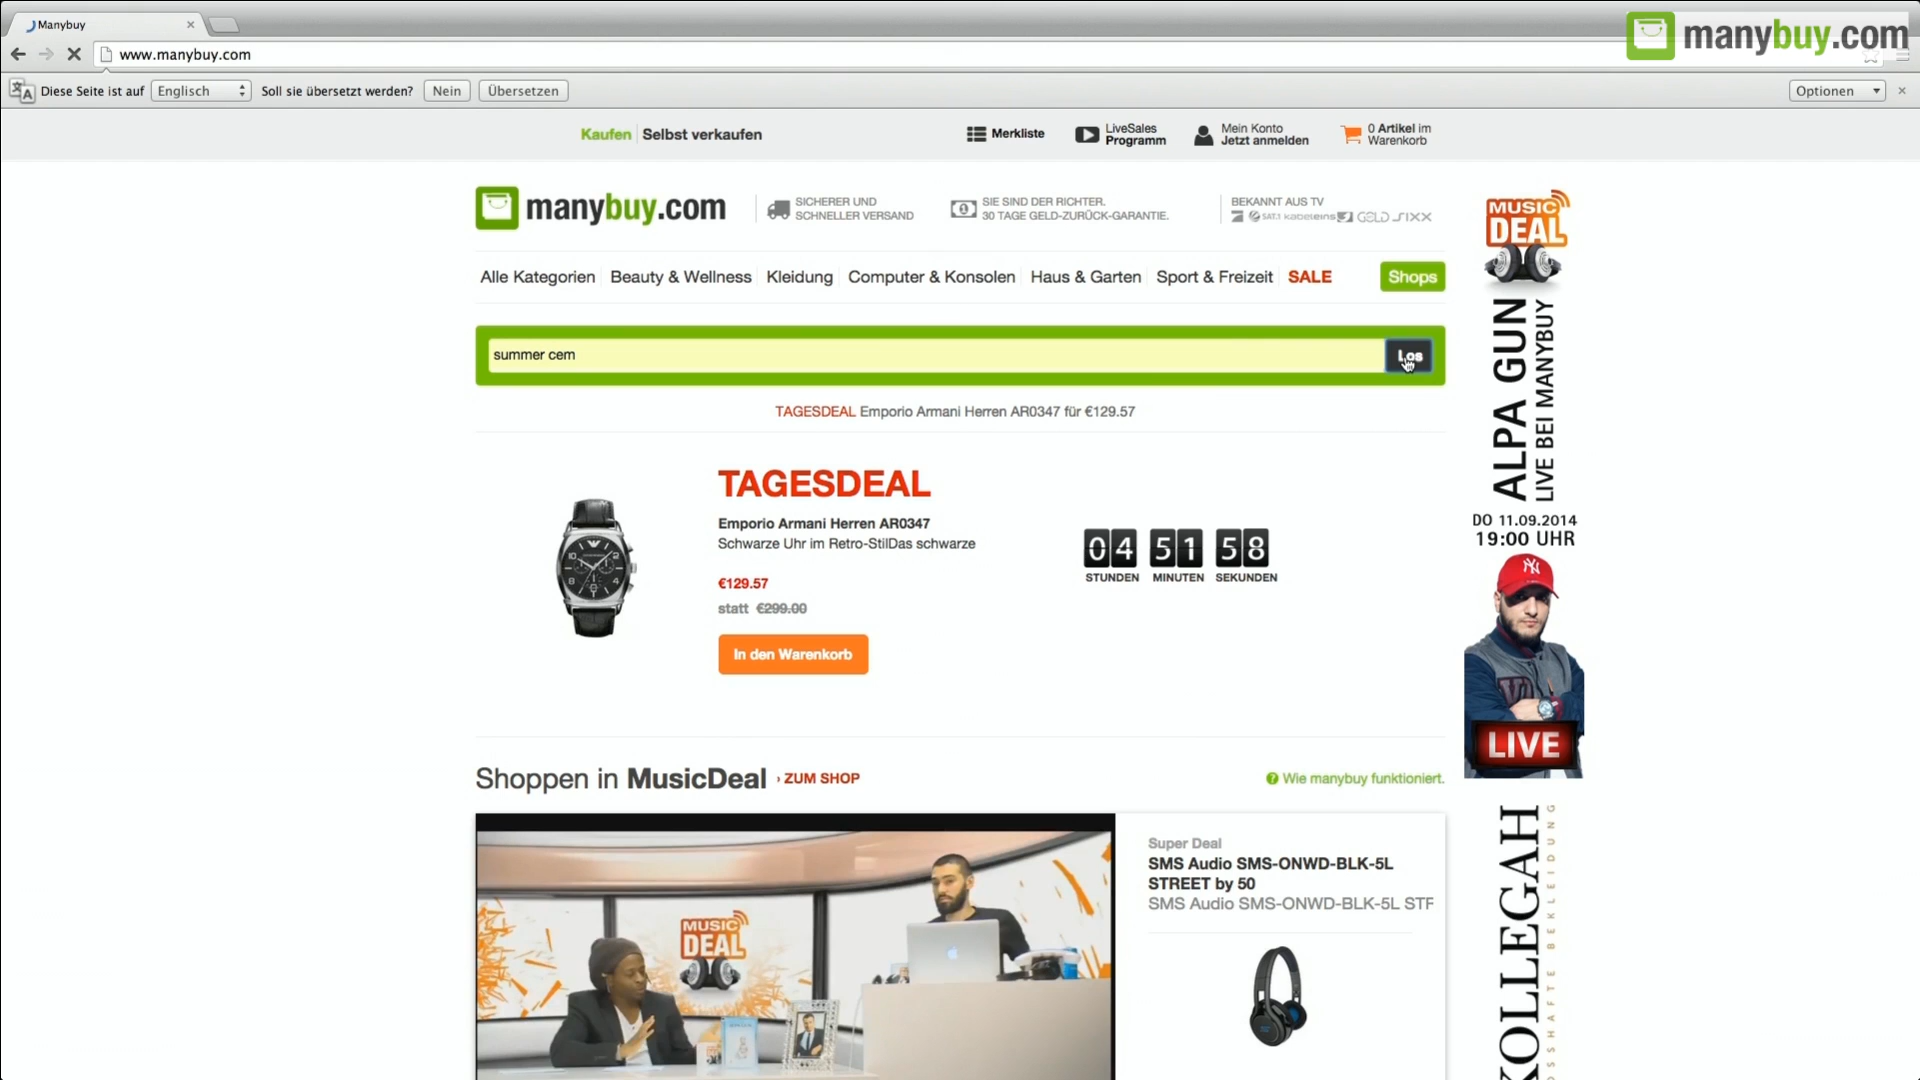 Manybuy
manybuy.com
www.manybuy.com
Diese Seite ist auf Englisch Soll sie übersetzt werden? Nein Übersetzen Optionen
Kaufen Selbst verkaufen
Merkliste
LiveSales
Programm
Mein Konto
Jetzt anmelden
0 Artikel im
Warenkorb
manybuy.com
SICHERER UND
SCHNELLER VERSAND
SIE SIND DER RICHTER.
30 TAGE GELD-ZURÜCK-GARANTIE.
BEKANNT AUS TV
SAT.1 kabeleins GOLD SIXX
Alle Kategorien Beauty & Wellness Kleidung Computer & Konsolen Haus & Garten Sport & Freizeit SALE Shops
summer cem Los
TAGESDEAL Emporio Armani Herren AR0347 für €129.57
TAGESDEAL
Emporio Armani Herren AR0347
Schwarze Uhr im Retro-StilDas schwarze
€129.57
statt €299.00
In den Warenkorb
04 51 58
STUNDEN MINUTEN SEKUNDEN
MUSIC
DEAL
ALPA GUN
LIVE BEI MANYBUY
DO 11.09.2014
19:00 UHR
LIVE
Shoppen in MusicDeal › ZUM SHOP
Wie manybuy funktioniert.
MUSIC
DEAL
Super Deal
SMS Audio SMS-ONWD-BLK-5L
STREET by 50
SMS Audio SMS-ONWD-BLK-5L STF
KOLLEGAH
BOSSHAFTE BEKLEIDUNG